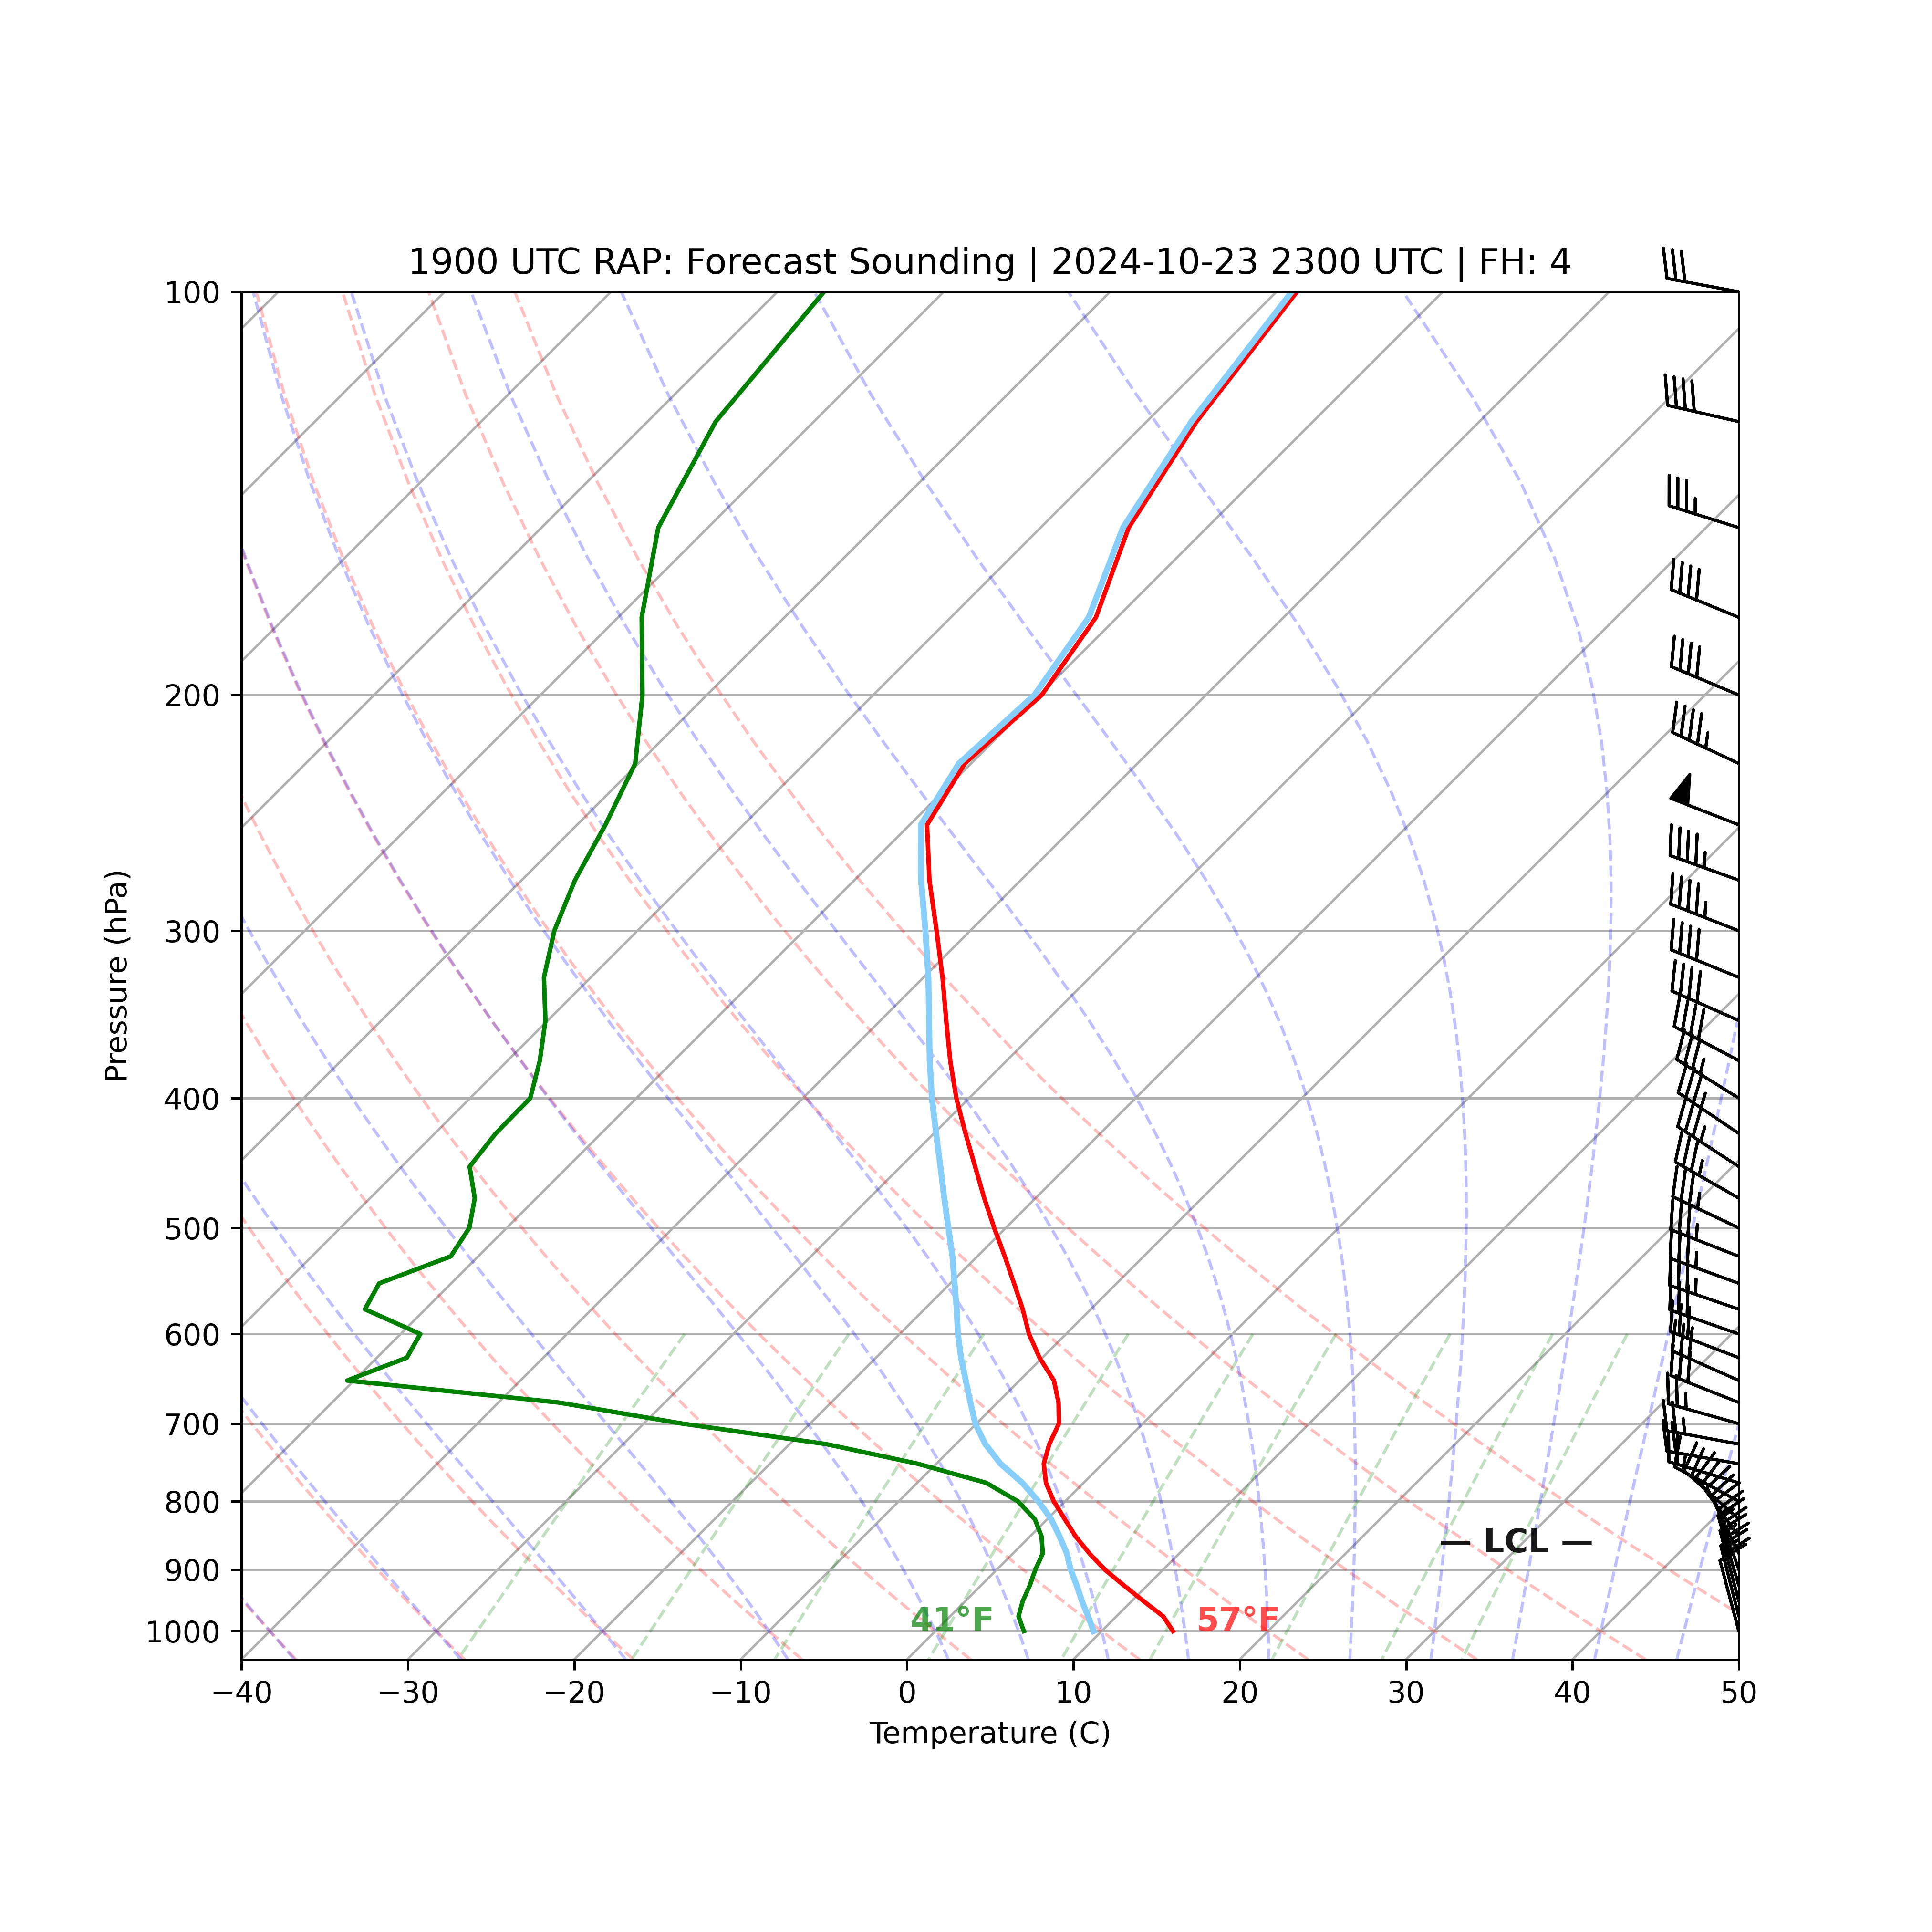 1900 UTC RAP: Forecast Sounding | 2024-10-23 2300 UTC | FH: 4
100
200
300
400
500
600
700
800
900
1000
Pressure (hPa)
— LCL —
41°F
57°F
−40 −30 −20 −10 0 10 20 30 40 50
Temperature (C)